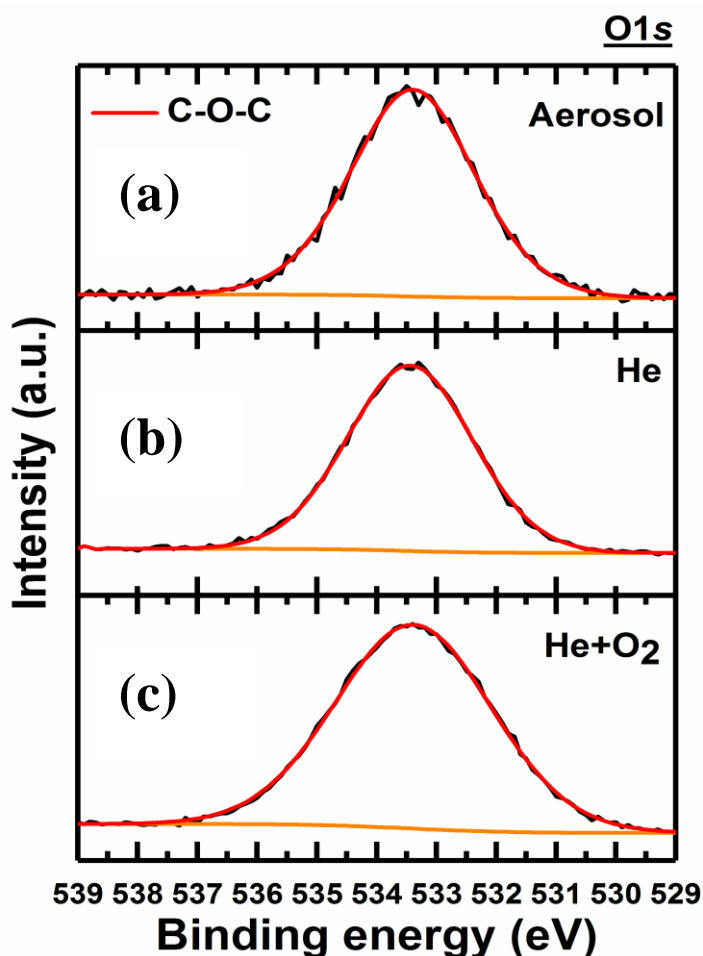 O1s
C-O-C
Aerosol
(a)
He
(b)
He+O2
(c)
Intensity (a.u.)
539 538 537 536 535 534 533 532 531 530 529
Binding energy (eV)